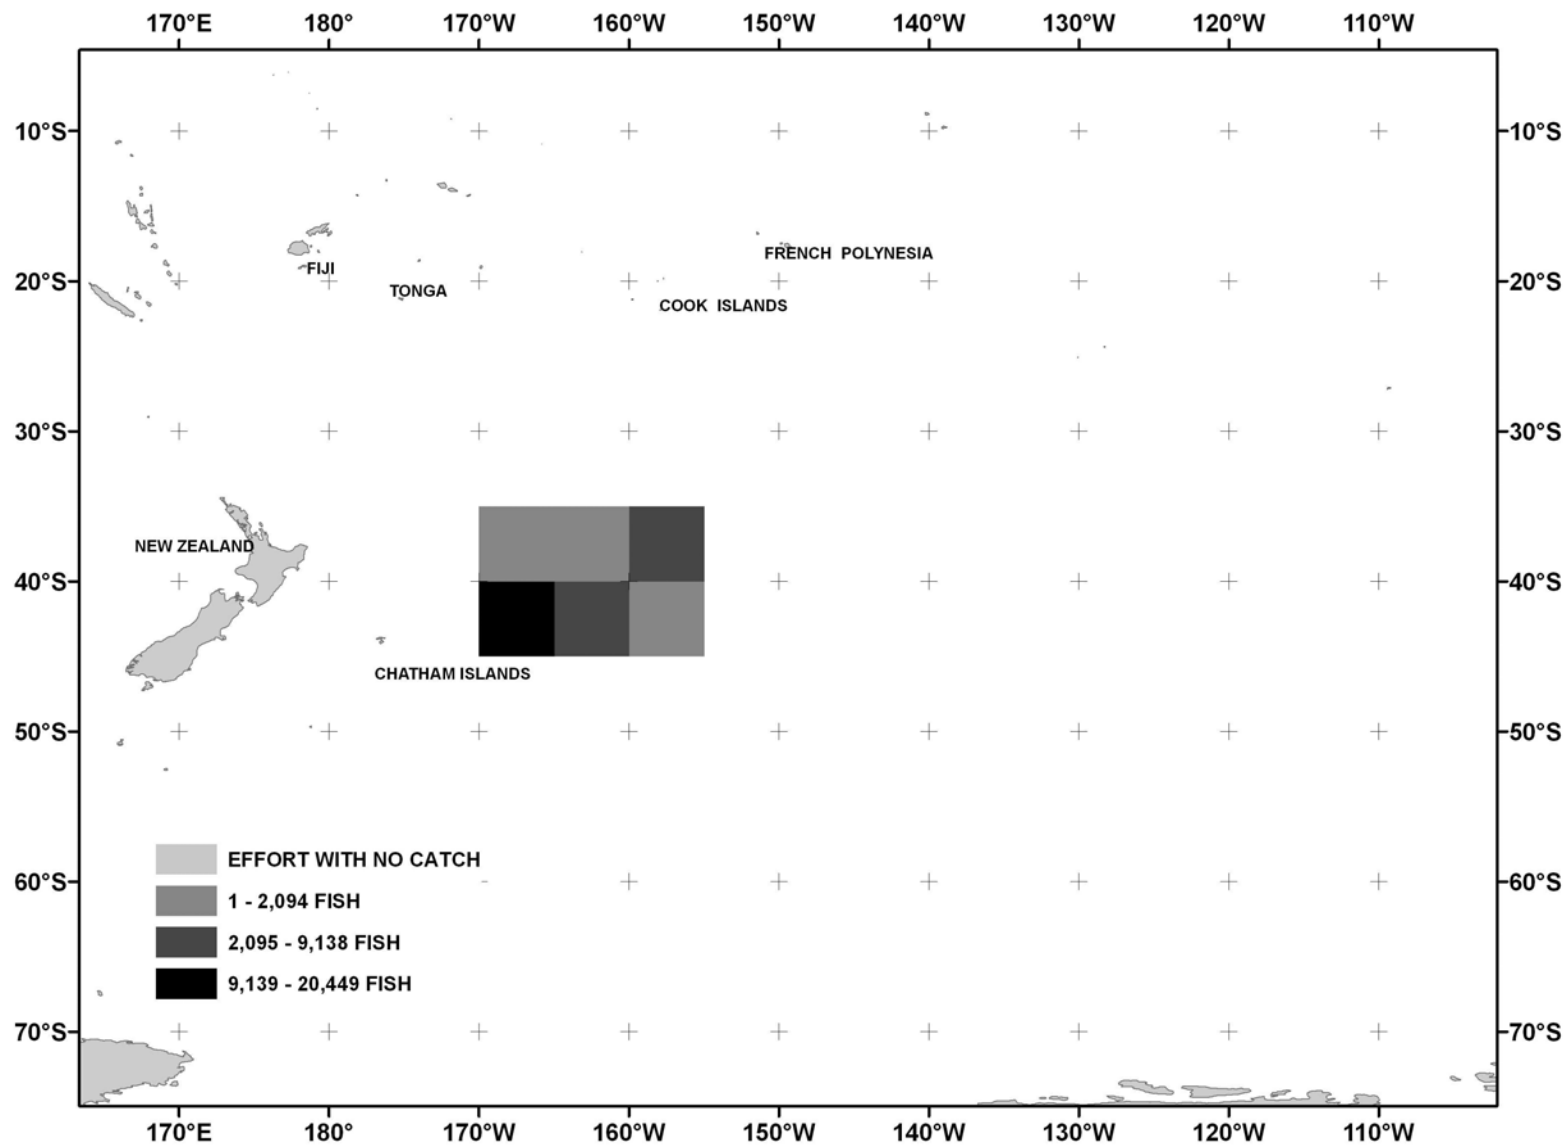 170°E 180° 170°W 160°W 150°W 140°W 130°W 120°W 110°W
10°S 10°S
FRENCH POLYNESIA
FIJI
20°S 20°S
TONGA
COOK ISLANDS
30°S 30°S
NEW ZEALAND
40°S 40°S
CHATHAM ISLANDS
50°S 50°S
EFFORT WITH NO CATCH
60°S 60°S
1 - 2,094 FISH
2,095 - 9,138 FISH
9,139 - 20,449 FISH
70°S 70°S
170°E 180° 170°W 160°W 150°W 140°W 130°W 120°W 110°W